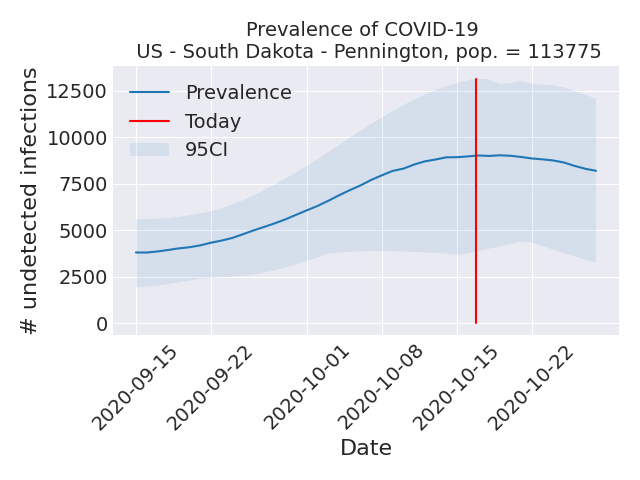 Prevalence of COVID-19
US - South Dakota - Pennington, pop. = 113775
# undetected infections
12500
10000
7500
5000
2500
0
Prevalence
Today
95CI
2020-09-15
2020-09-22
2020-10-01
2020-10-08
2020-10-15
2020-10-22
Date